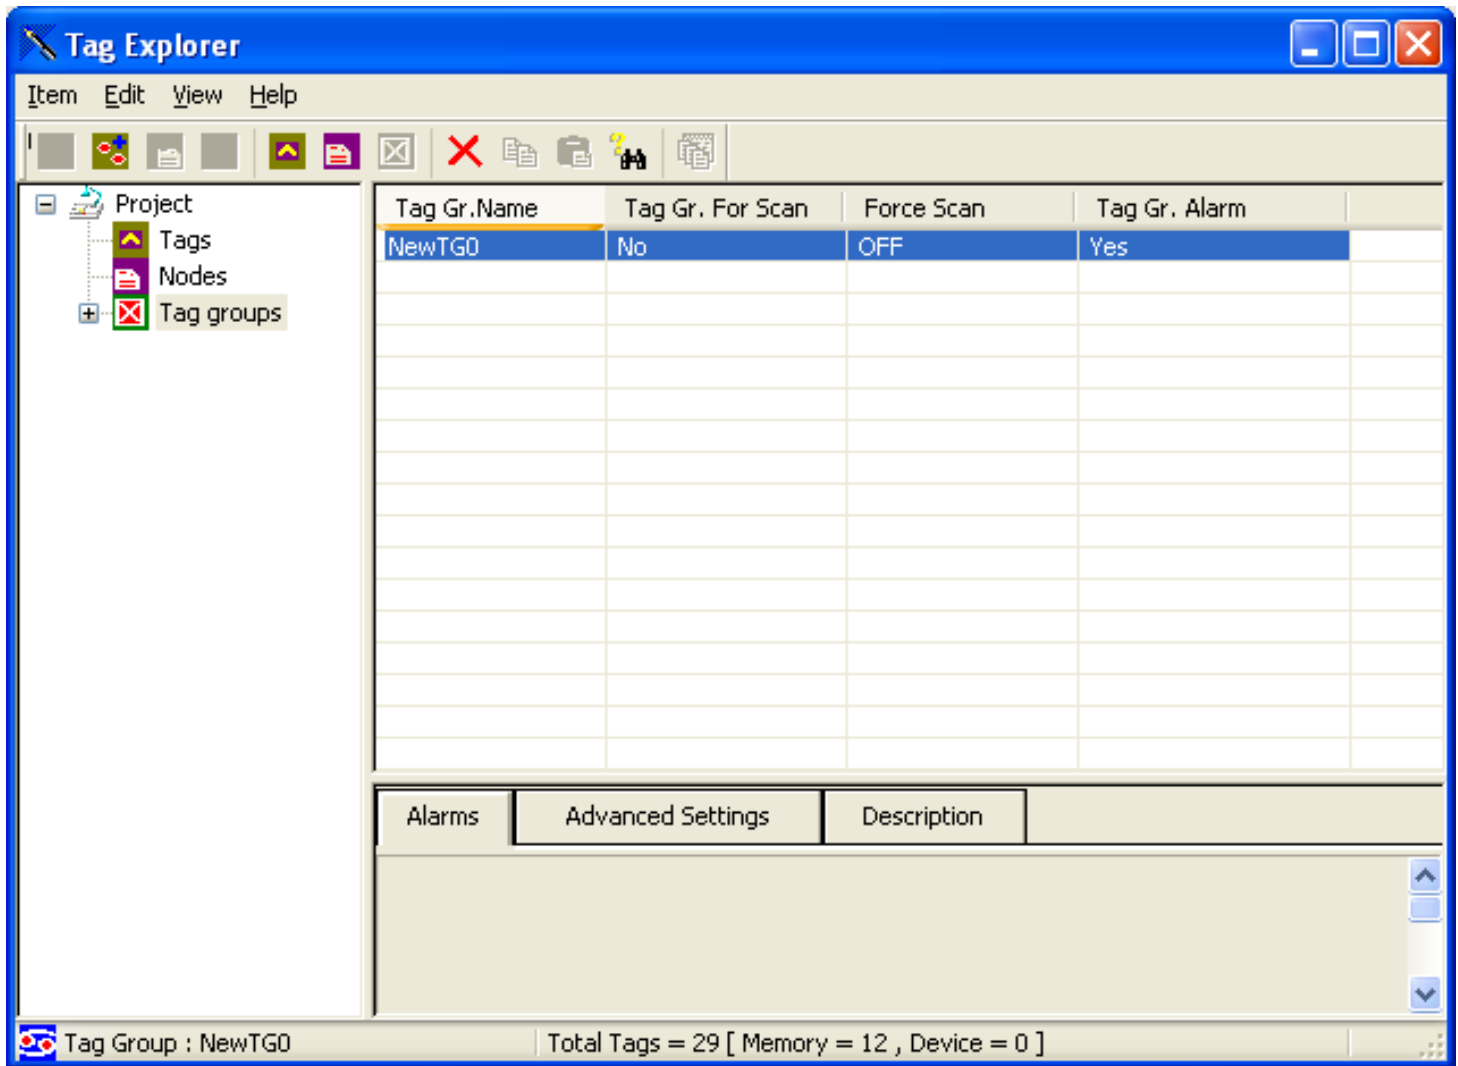 Tag Explorer
Item Edit View Help
Project
Tags
Nodes
Tag groups
Tag Gr.Name Tag Gr. For Scan Force Scan Tag Gr. Alarm
NewTG0 No OFF Yes
Alarms Advanced Settings Description
Tag Group : NewTG0 Total Tags = 29 [ Memory = 12 , Device = 0 ]